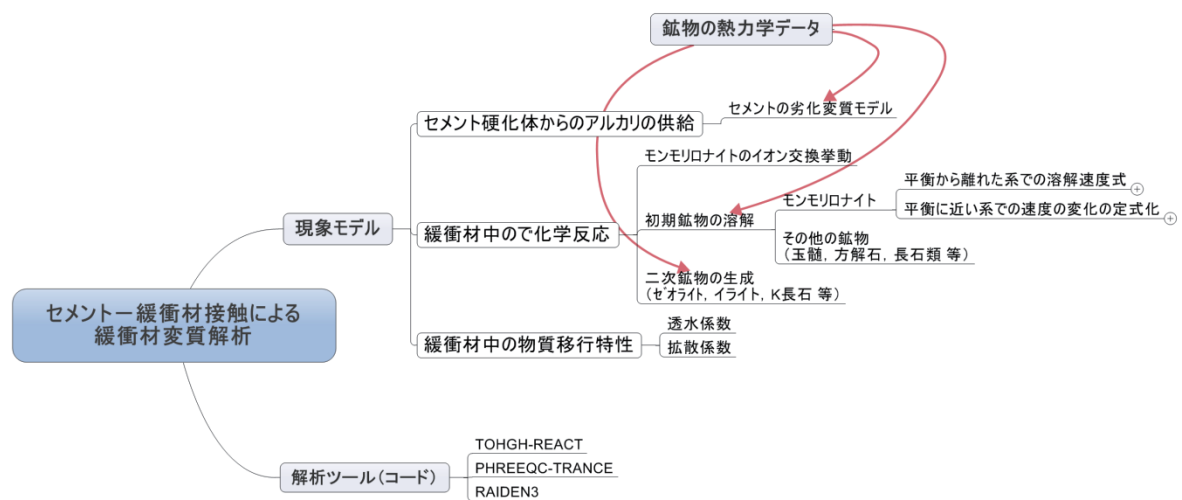 鉱物の熱力学データ
セメント硬化体からのアルカリの供給
セメントの劣化変質モデル
モンモリロナイトのイオン交換挙動
現象モデル
緩衝材中ので化学反応
初期鉱物の溶解
モンモリロナイト
平衡から離れた系での溶解速度式
平衡に近い系での速度の変化の定式化
その他の鉱物
（玉髄, 方解石, 長石類 等）
二次鉱物の生成
（ｾﾞｵライト, イライト, K長石 等）
セメントー緩衝材接触による
緩衝材変質解析
緩衝材中の物質移行特性
透水係数
拡散係数
解析ツール（コード）
TOHGH-REACT
PHREEQC-TRANCE
RAIDEN3